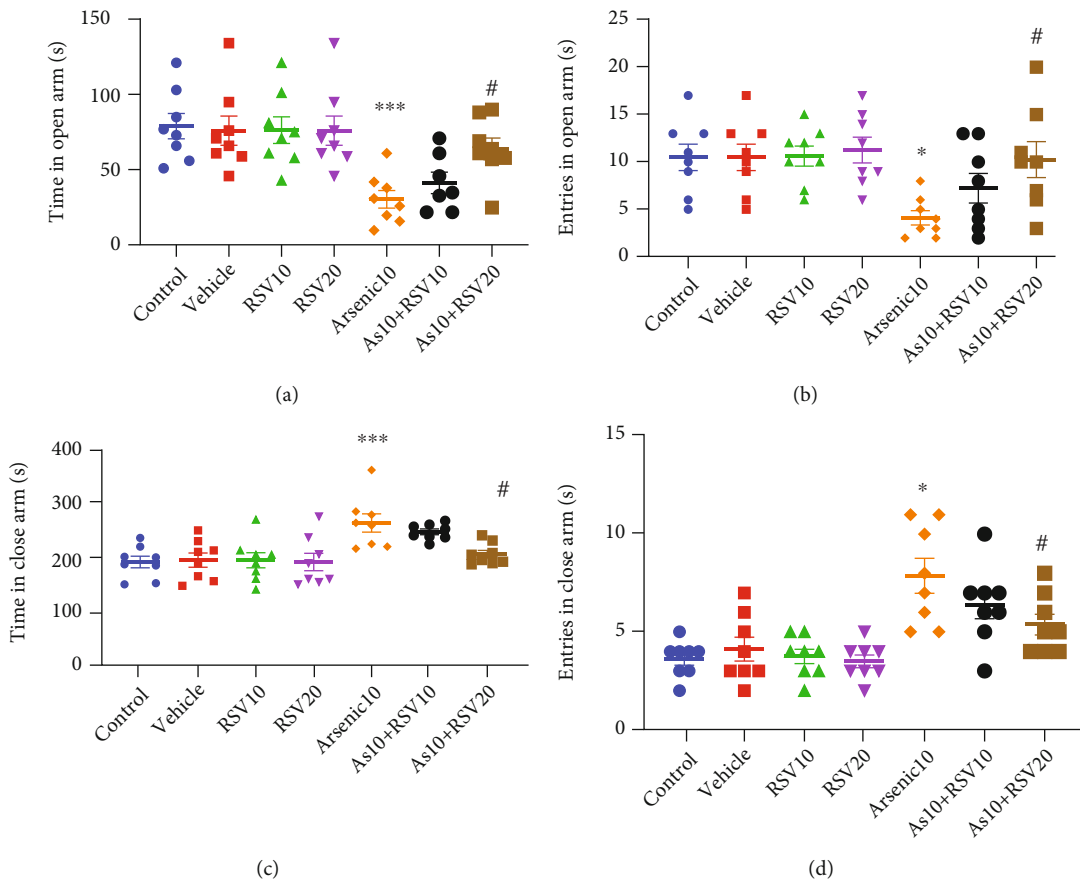 Time in open arm (s)
150
100
50
0
***
#
Control
Vehicle
RSV10
RSV20
Arsenic10
As10+RSV10
As10+RSV20
(a)
Entries in open arm (s)
25
20
15
10
5
0
*
#
Control
Vehicle
RSV10
RSV20
Arsenic10
As10+RSV10
As10+RSV20
(b)
Time in close arm (s)
400
300
200
100
0
***
#
Control
Vehicle
RSV10
RSV20
Arsenic10
As10+RSV10
As10+RSV20
(c)
Entries in close arm (s)
15
10
5
0
*
#
Control
Vehicle
RSV10
RSV20
Arsenic10
As10+RSV10
As10+RSV20
(d)